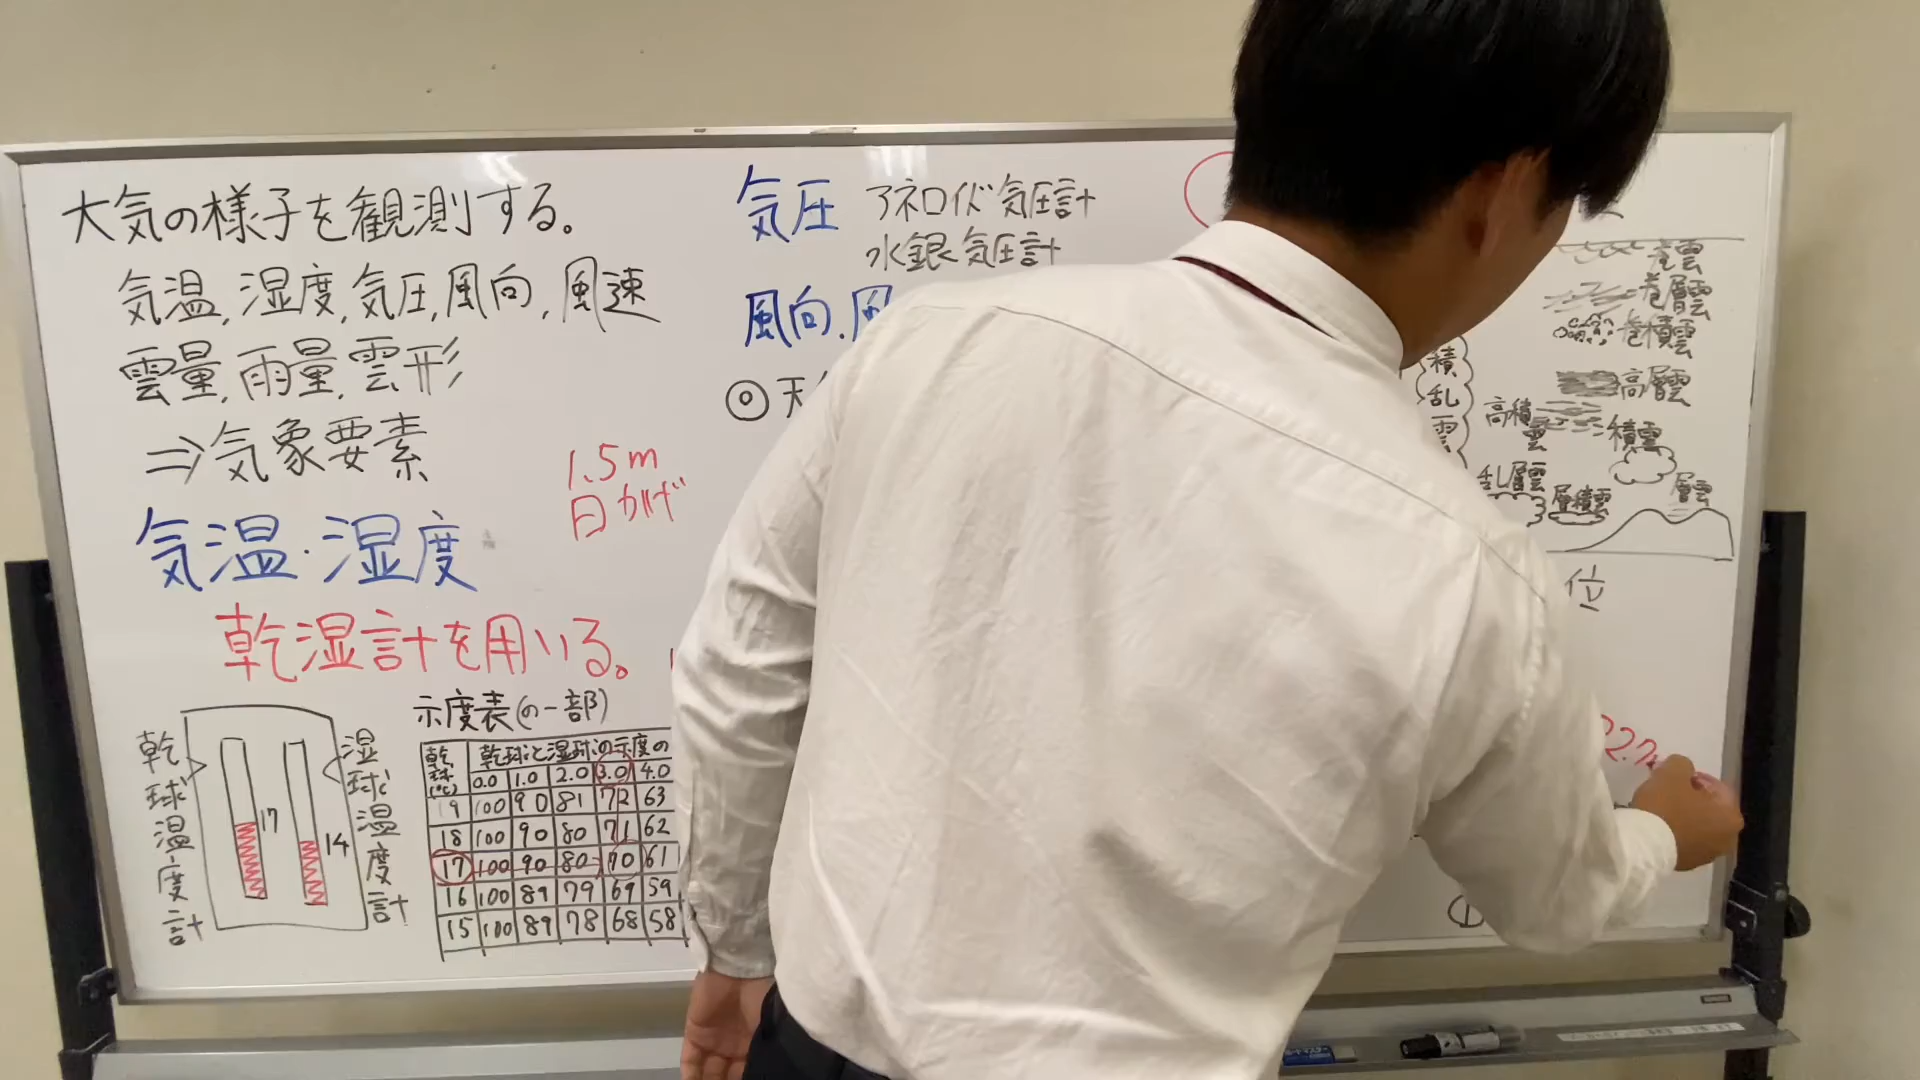 大気の様子を観測する。
気温,湿度,気圧,風向,風速
雲量,雨量,雲形
⇒気象要素
1.5m
日かげ
気温・湿度
乾湿計を用いる。
乾球温度計
17
14
湿球温度計
示度表(の一部)
乾球(℃) 乾球と湿球の示度の
0.0 1.0 2.0 3.0 4.0
19 100 90 81 72 63
18 100 90 80 71 62
17 100 90 80 70 61
16 100 89 79 69 59
15 100 89 78 68 58
気圧 アネロイド気圧計
水銀気圧計
風向.風
◎天
巻雲
巻層雲
巻積雲
高層雲
積乱雲
高積雲
積雲
乱層雲
層積雲
層雲
位
22.
①